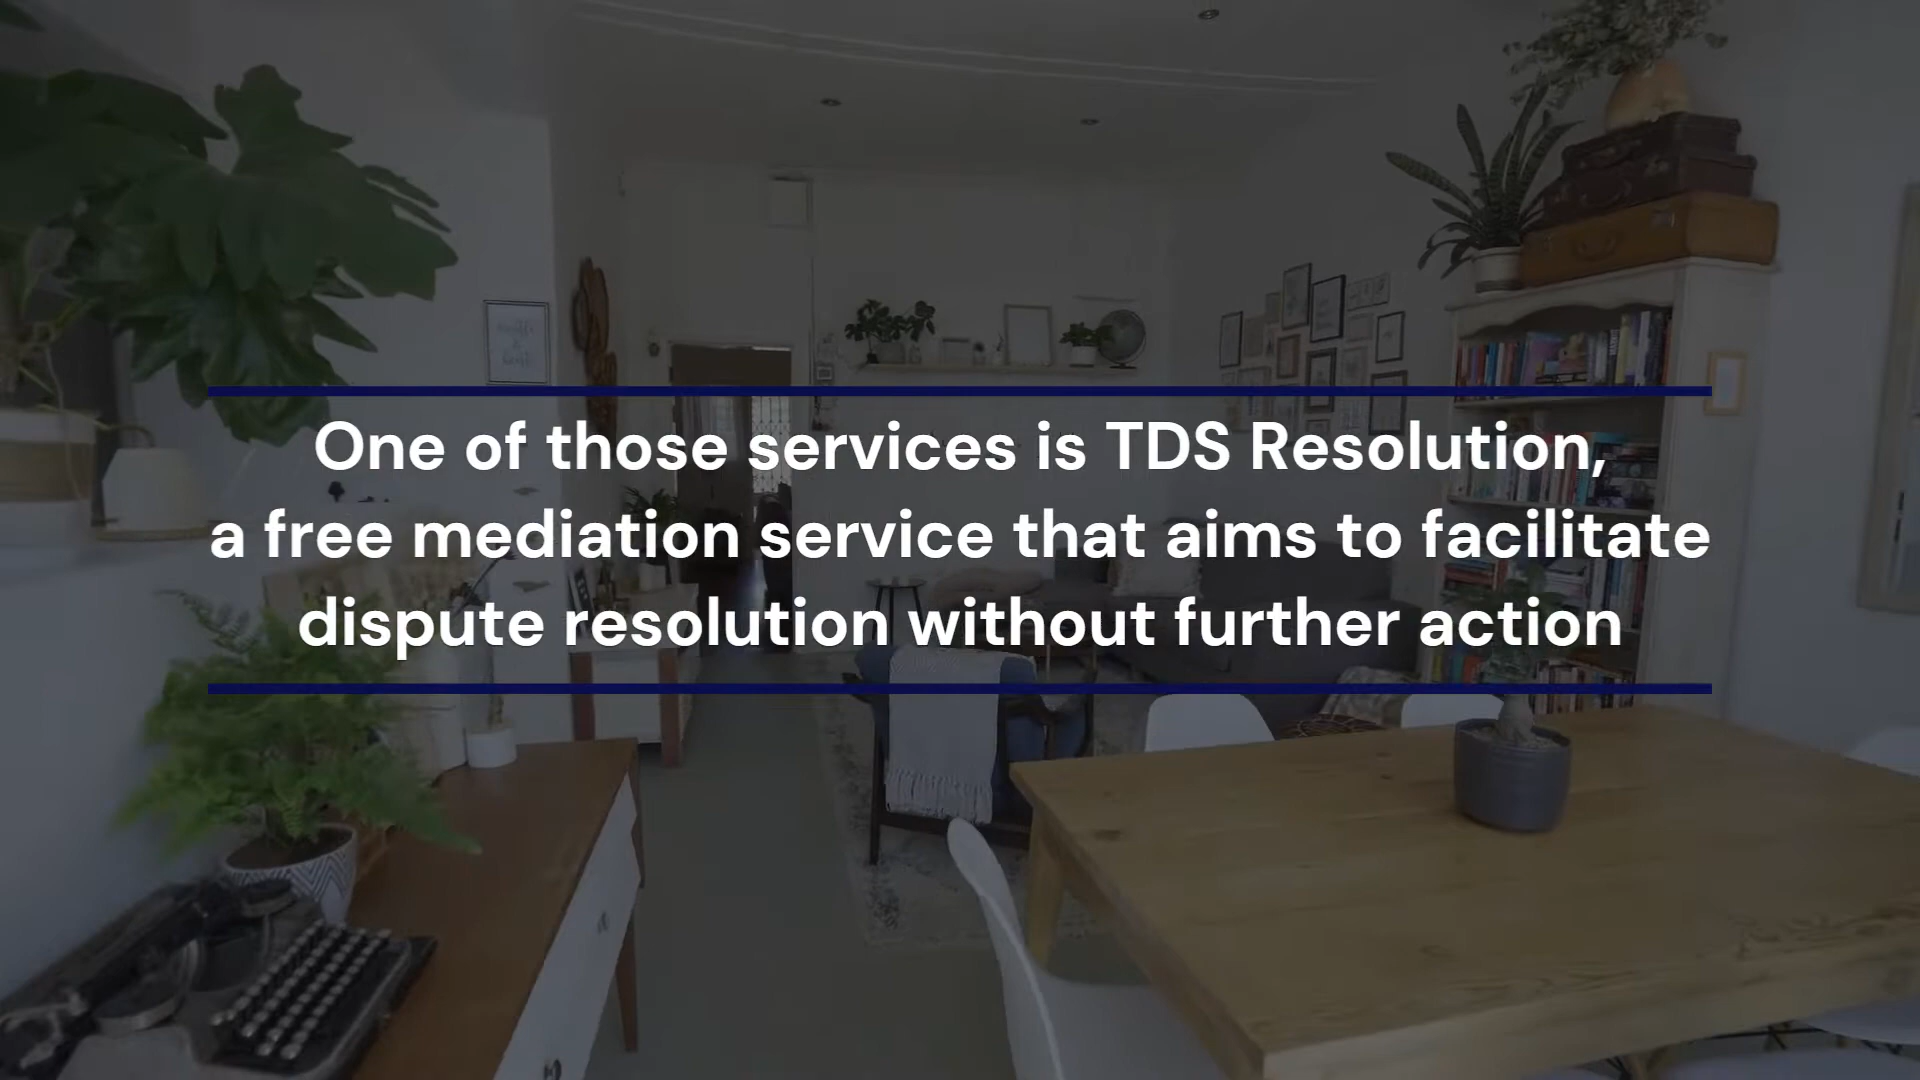 One of those services is TDS Resolution,
a free mediation service that aims to facilitate
dispute resolution without further action